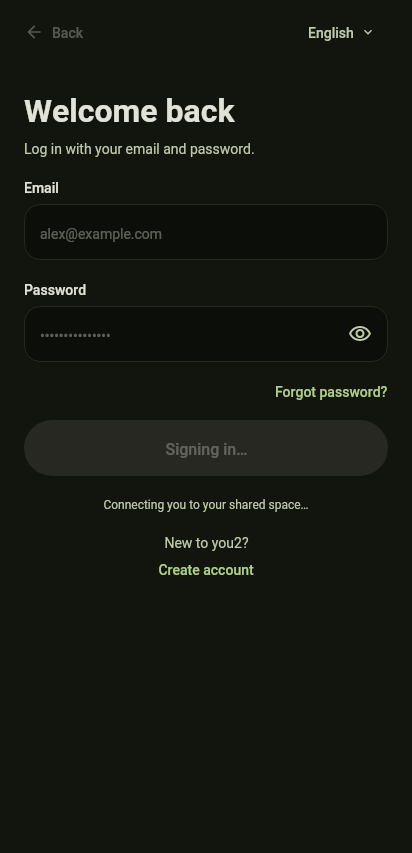 Back
English
Welcome back
Log in with your email and password.
Email
alex@example.com
Password
•••••••••••••••
Forgot password?
Signing in…
Connecting you to your shared space…
New to you2?
Create account